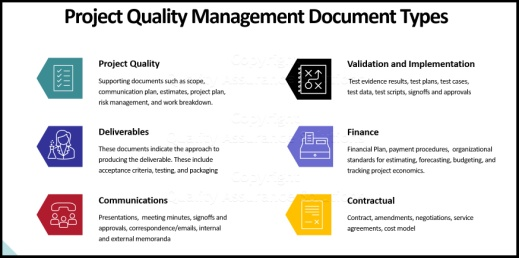 Project Quality Management Document Types
Project Quality
Supporting documents such as scope,
communication plan, estimates, project plan,
risk management, and work breakdown.
Validation and Implementation
Test evidence results, test plans, test cases,
test data, test scripts, signoffs and approvals
Deliverables
These documents indicate the approach to
producing the deliverable. These include
acceptance criteria, testing, and packaging
Finance
Financial Plan, payment procedures, organizational
standards for estimating, forecasting, budgeting, and
tracking project economics.
Communications
Presentations, meeting minutes, signoffs and
approvals, correspondence/emails, internal
and external memoranda
Contractual
Contract, amendments, negotiations, service
agreements, cost model